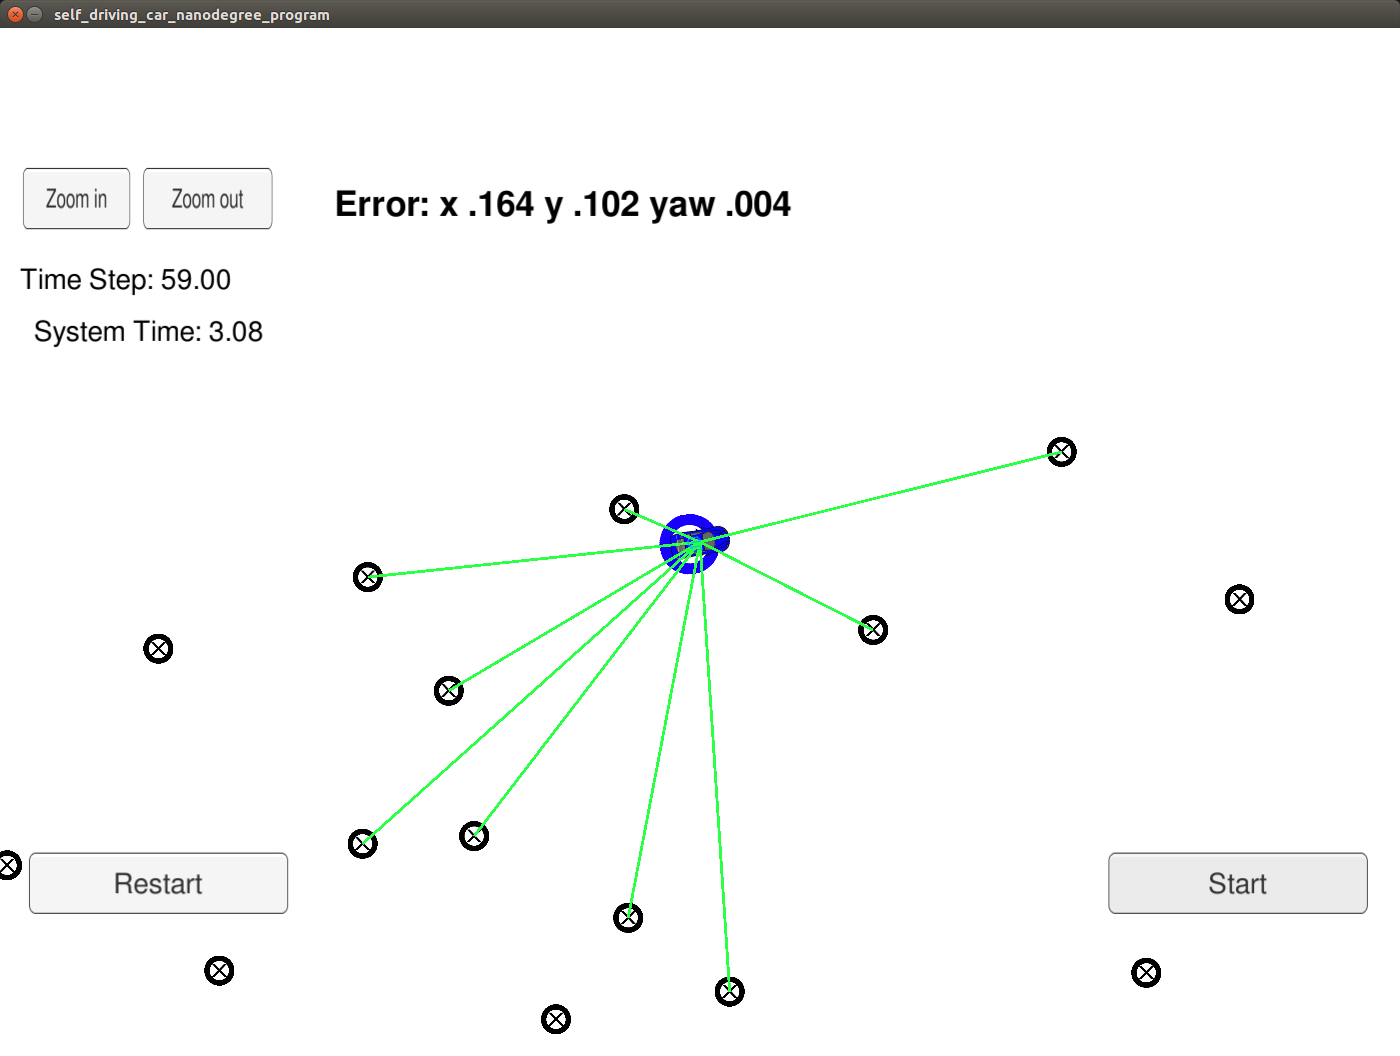 self_driving_car_nanodegree_program
Zoom in
Zoom out
Error: x .164 y .102 yaw .004
Time Step: 59.00
System Time: 3.08
Restart
Start